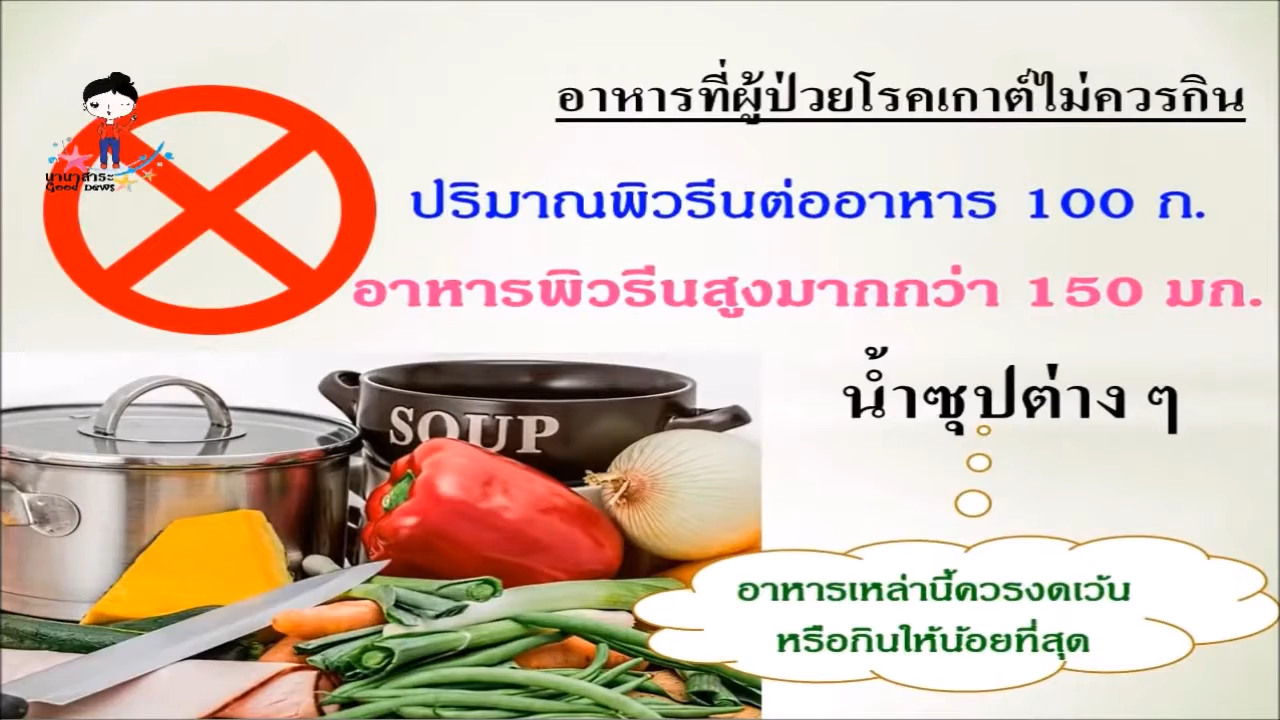 อาหารที่ผู้ป่วยโรคเกาต์ไม่ควรกิน
นานาสาระ
Good news
ปริมาณพิวรีนต่ออาหาร 100 ก.
อาหารพิวรีนสูงมากกว่า 150 มก.
น้ำซุปต่าง ๆ
SOUP
อาหารเหล่านี้ควรงดเว้น
หรือกินให้น้อยที่สุด